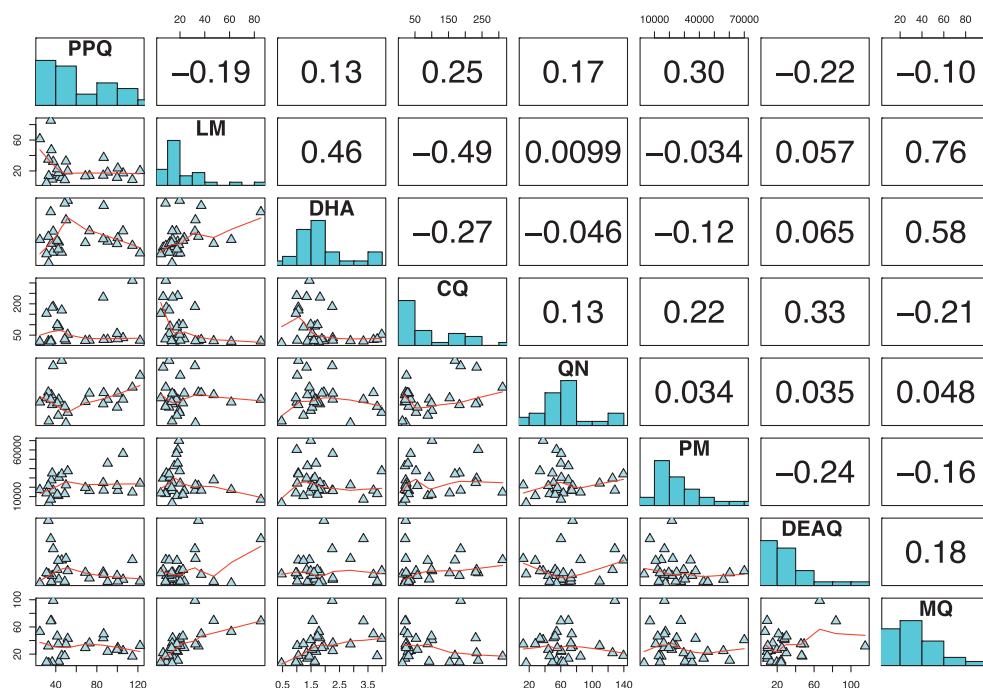 20 60 50 150 300 10000 40000 70000 20 40 60 80
PPQ −0.19 0.13 0.25 0.17 0.30 −0.22 −0.10
LM 0.46 −0.49 0.0099 −0.034 0.057 0.76
20 60
DHA −0.27 −0.046 −0.12 0.065 0.58
CQ 0.13 0.22 0.33 −0.21
50 200
QN 0.034 0.035 0.048
PM −0.24 −0.16
10000 60000
DEAQ 0.18
MQ
20 40 70 100
40 80 120 0.5 1.5 2.5 3.5 20 60 100 140 20 60 100